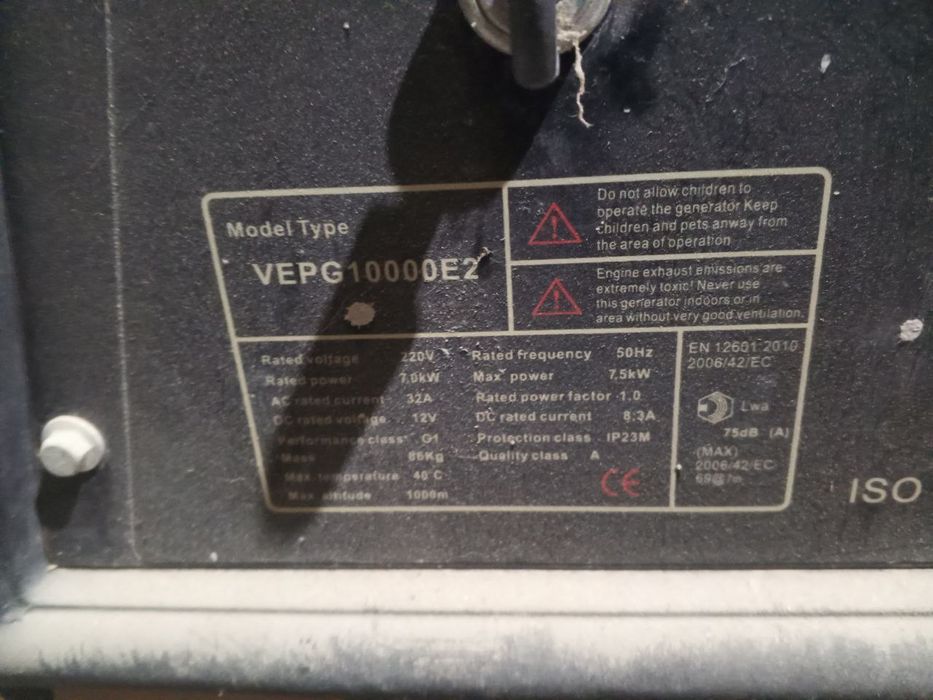 Model Type
VEPG10000E2
Do not allow children to
operate the generator Keep
children and pets anway from
the area of operation
Engine exhaust emissions are
extremely toxic! Never use
this generator indoors or in
area without very good ventilation.
Rated voltage 220V Rated frequency 50Hz
Rated power 7.0kW Max power 7.5kW
AC rated current 32A Rated power factor 1.0
DC rated voltage 12V DC rated current 8.3A
Performance class G1 Protection class IP23M
Mass 86Kg Quality class A
Max temperature 40°C
Max altitude 1000m
CE
EN 12601 2010
2006/42/EC
Lwa
75dB (A)
(MAX)
2006/42/EC
ISO